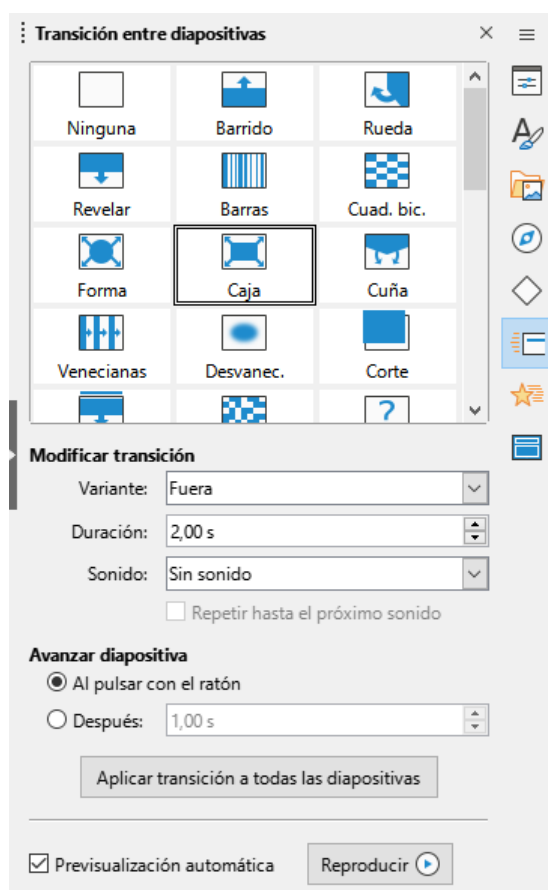 Transición entre diapositivas
Ninguna Barrido Rueda
Revelar Barras Cuad. bic.
Forma Caja Cuña
Venecianas Desvanec. Corte
?
Modificar transición
Variante: Fuera
Duración: 2,00 s
Sonido: Sin sonido
Repetir hasta el próximo sonido
Avanzar diapositiva
Al pulsar con el ratón
Después: 1,00 s
Aplicar transición a todas las diapositivas
Previsualización automática Reproducir